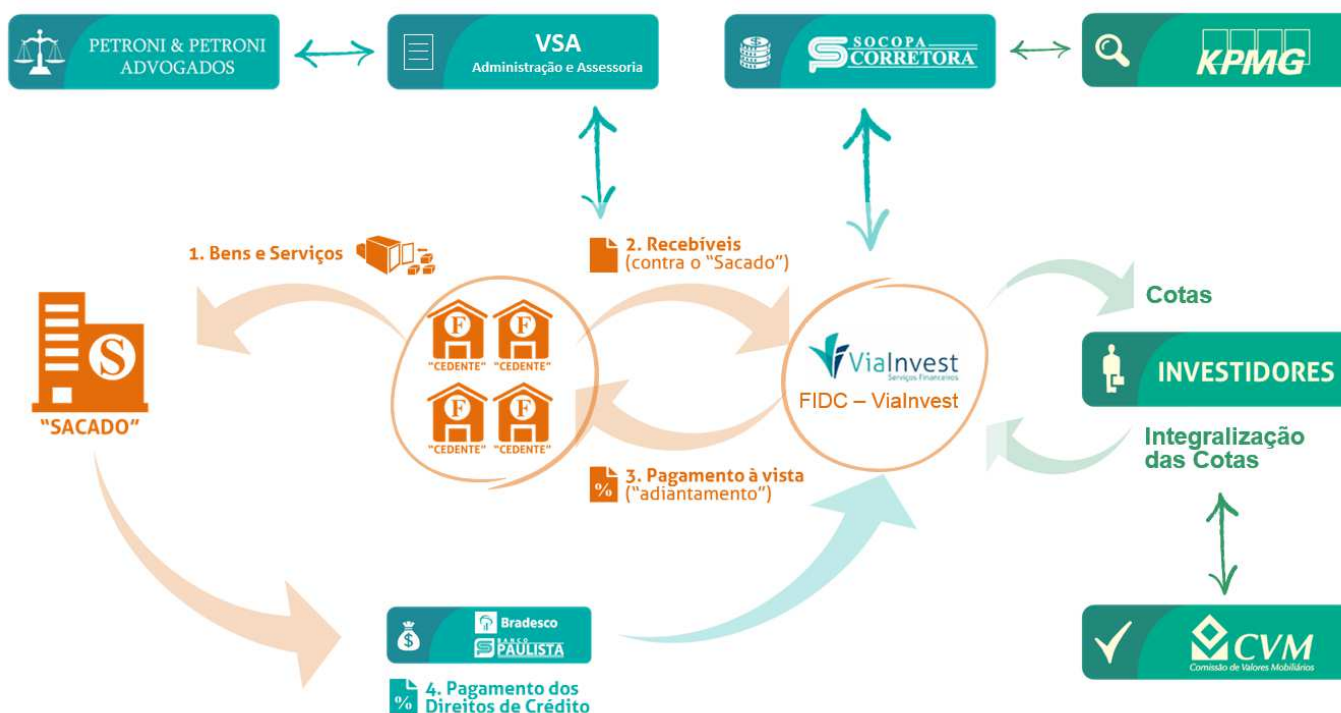 PETRONI & PETRONI
ADVOGADOS
VSA
Administração e Assessoria
SOCOPA
CORRETORA
KPMG
1. Bens e Serviços
2. Recebíveis
(contra o “Sacado”)
S
“SACADO”
F
F
“CEDENTE”
“CEDENTE”
F
F
“CEDENTE”
“CEDENTE”
ViaInvest
Serviços Financeiros
FIDC – ViaInvest
Cotas
INVESTIDORES
Integralização
das Cotas
%
3. Pagamento à vista
(“adiantamento”)
$
Bradesco
BANCO
PAULISTA
%
4. Pagamento dos
Direitos de Crédito
CVM
Comissão de Valores Mobiliários